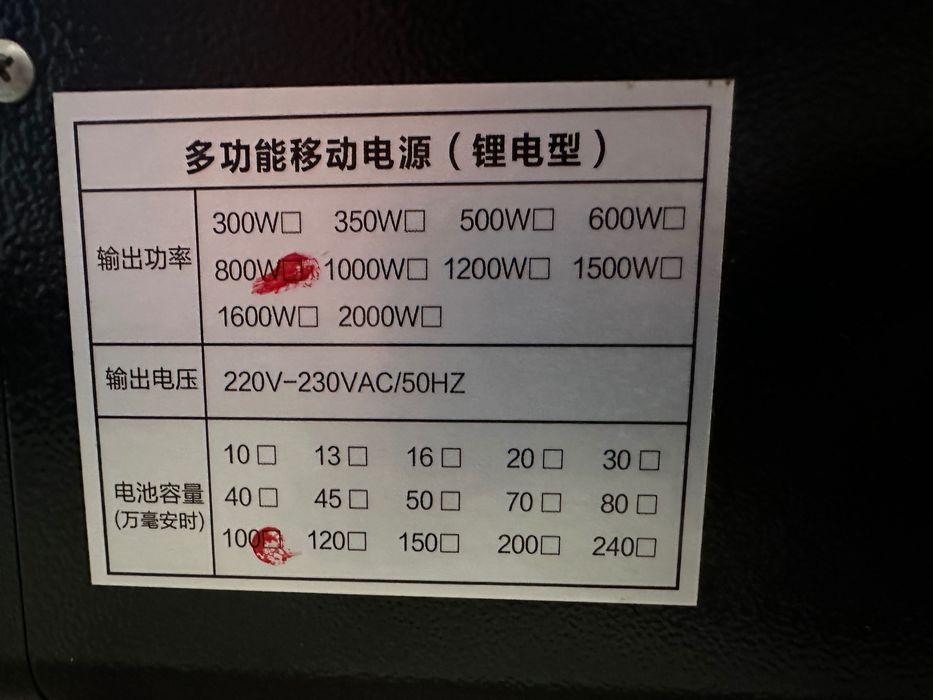 多功能移动电源（锂电型）
输出功率
300W□ 350W□ 500W□ 600W□
800W□ 1000W□ 1200W□ 1500W□
1600W□ 2000W□
输出电压 220V-230VAC/50HZ
电池容量
(万毫安时)
10□ 13□ 16□ 20□ 30□
40□ 45□ 50□ 70□ 80□
100□ 120□ 150□ 200□ 240□